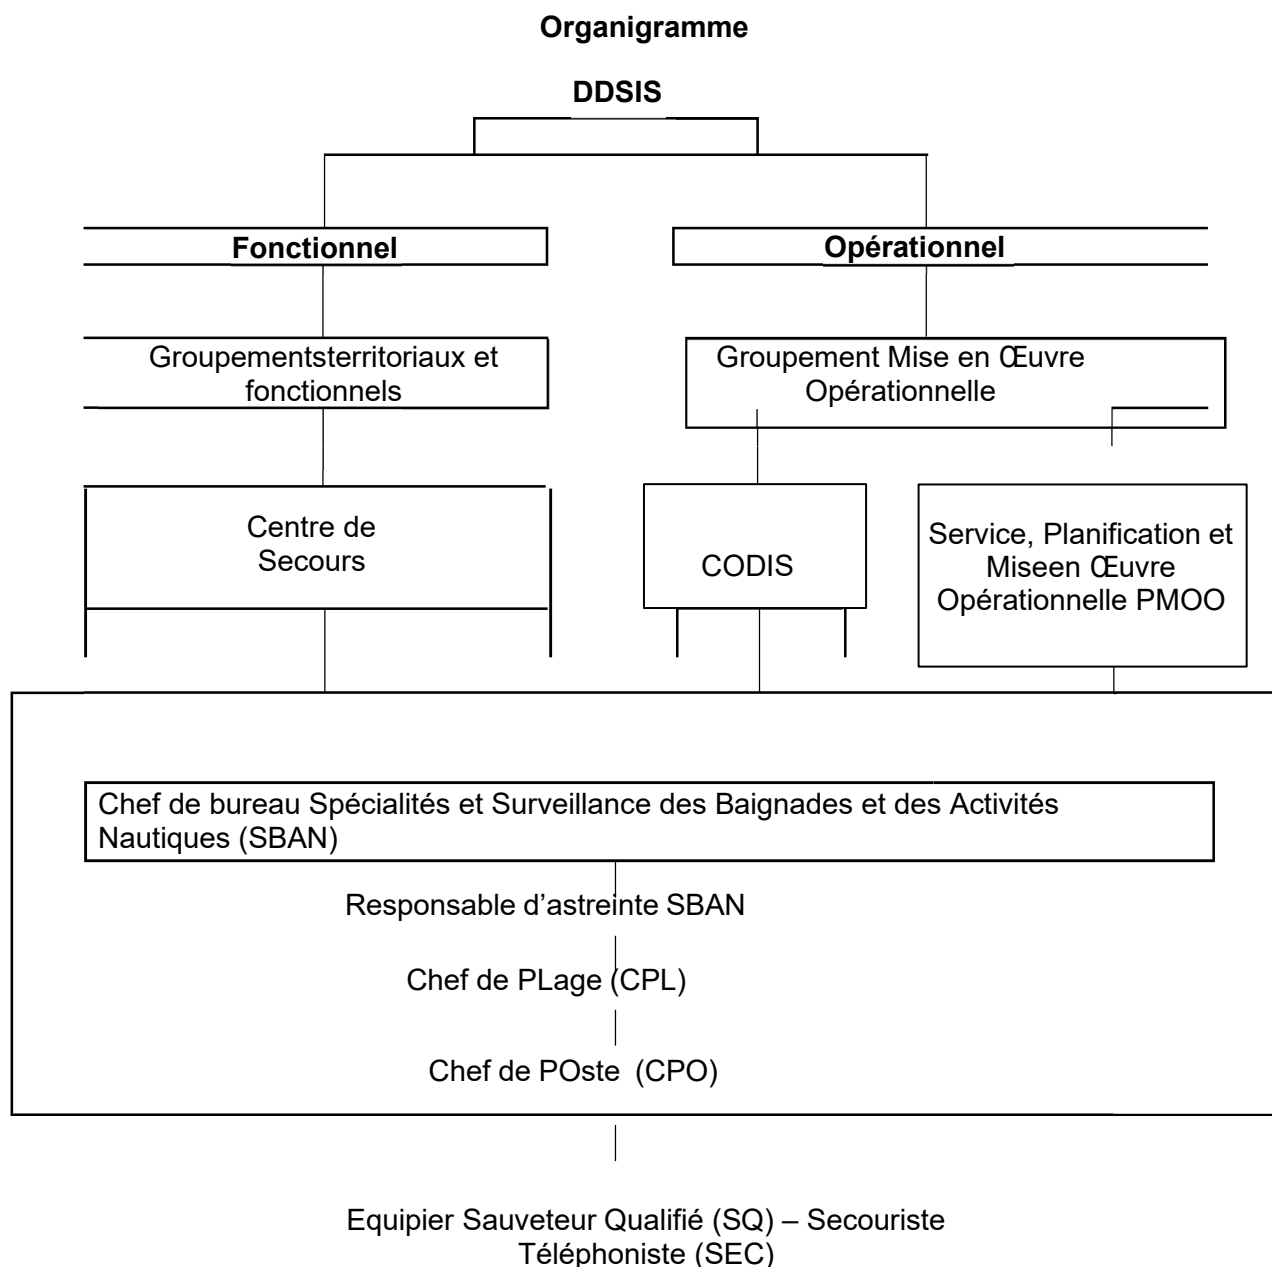 Organigramme
DDSIS
Fonctionnel
Opérationnel
Groupementsterritoriaux et
fonctionnels
Groupement Mise en Œuvre
Opérationnelle
Centre de
Secours
CODIS
Service, Planification et
Miseen Œuvre
Opérationnelle PMOO
Chef de bureau Spécialités et Surveillance des Baignades et des Activités
Nautiques (SBAN)
Responsable d’astreinte SBAN
Chef de PLage (CPL)
Chef de POste (CPO)
Equipier Sauveteur Qualifié (SQ) – Secouriste
Téléphoniste (SEC)